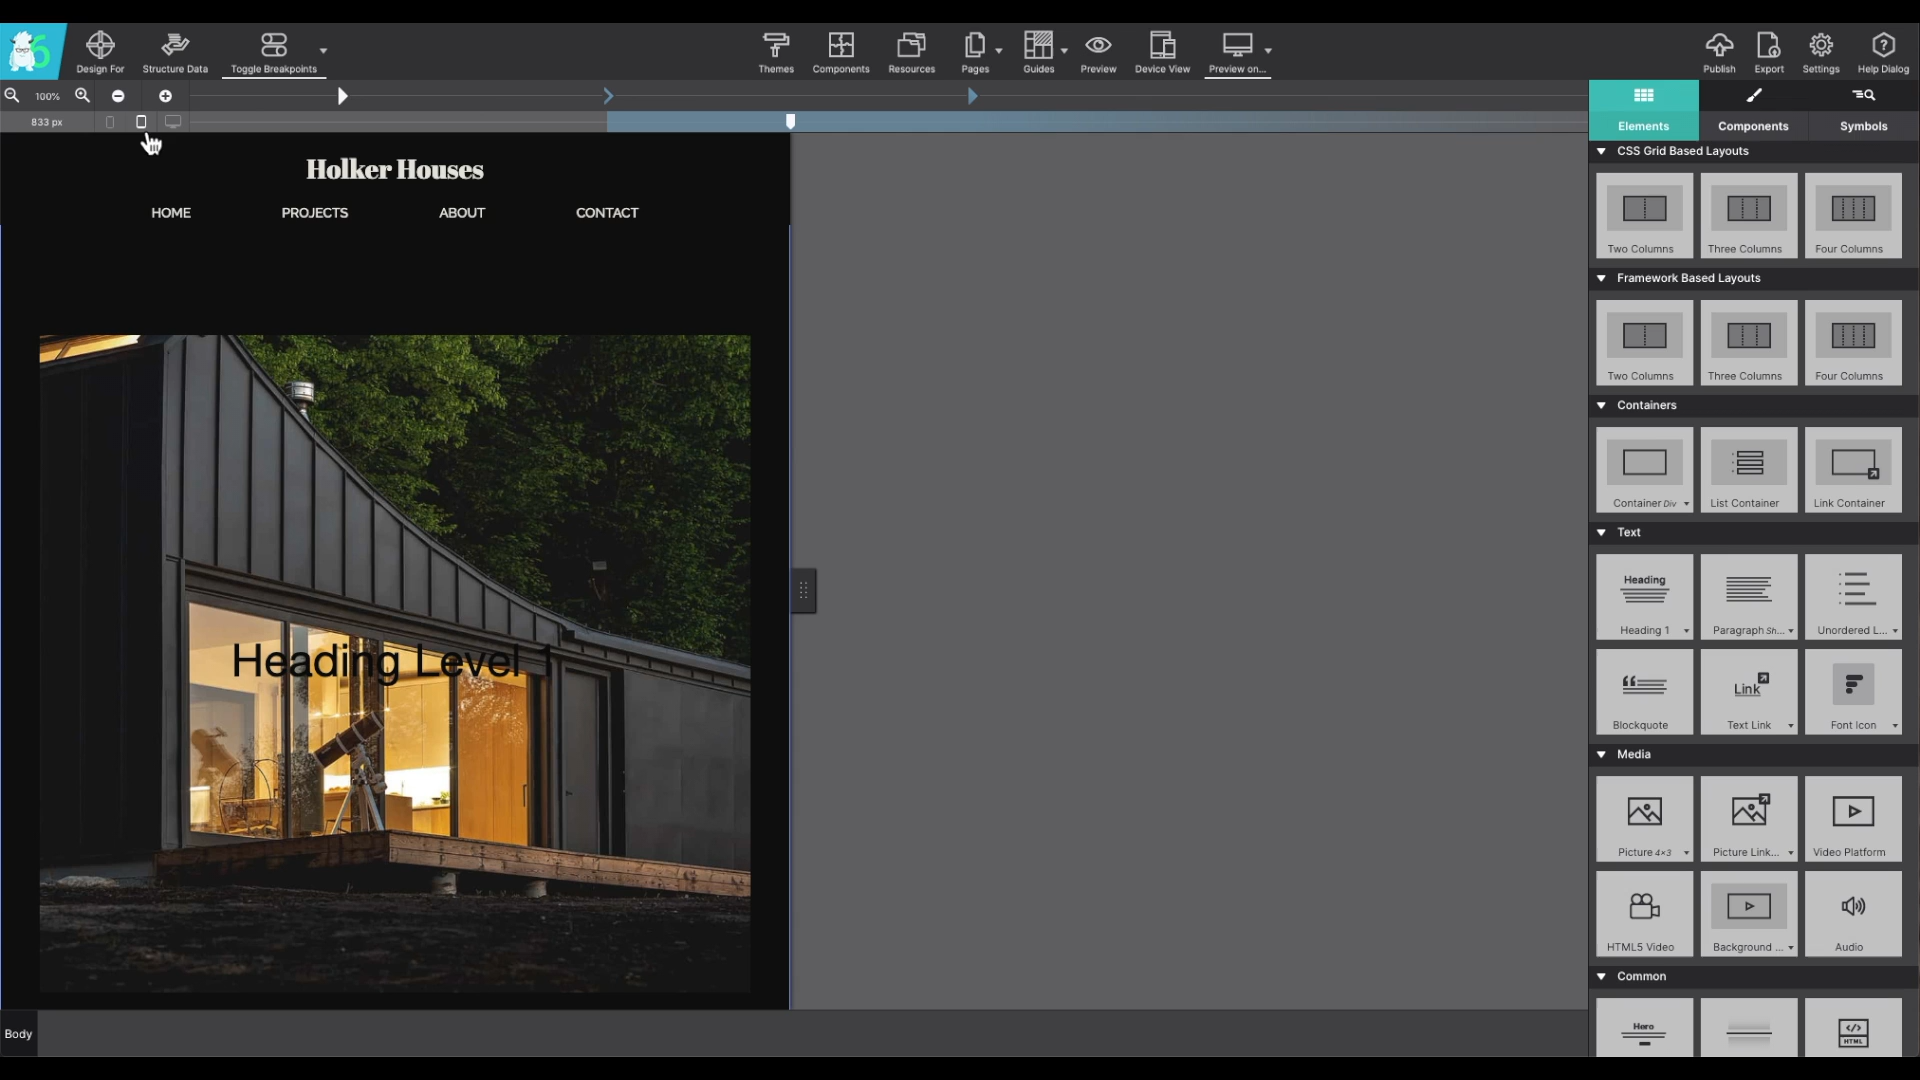 6
Design For
Structure Data
Toggle Breakpoints
Themes
Components
Resources
Pages
Guides
Preview
Device View
Preview on...
Publish
Export
Settings
Help Dialog
100%
833 px
Elements
Components
Symbols
Holker Houses
HOME
PROJECTS
ABOUT
CONTACT
Heading Level 1
CSS Grid Based Layouts
Two Columns
Three Columns
Four Columns
Framework Based Layouts
Two Columns
Three Columns
Four Columns
Containers
Container Div
List Container
Link Container
Text
Heading
Heading 1
Paragraph Sh...
Unordered L...
Blockquote
Link
Text Link
Font Icon
Media
Picture 4×3
Picture Link...
Video Platform
HTML5 Video
Background ...
Audio
Common
Hero
</> HTML
Body